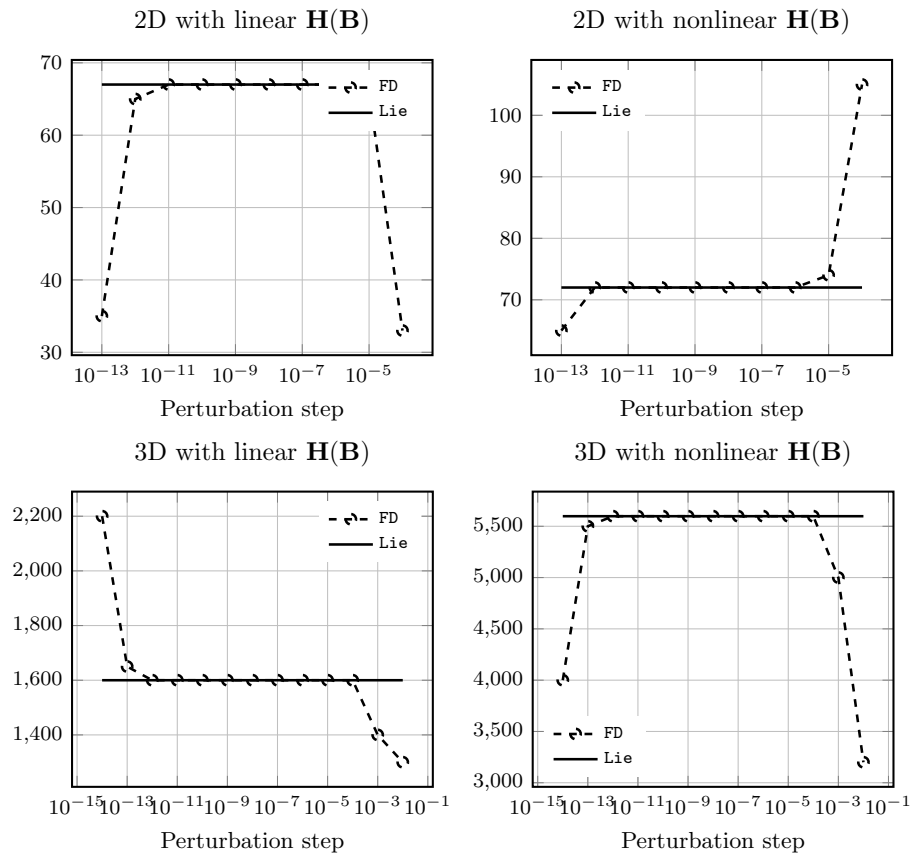 2D with linear H(B)
70
60
50
40
30
FD
Lie
10−13 10−11 10−9 10−7 10−5
Perturbation step
2D with nonlinear H(B)
100
90
80
70
FD
Lie
10−13 10−11 10−9 10−7 10−5
Perturbation step
3D with linear H(B)
2,200
2,000
1,800
1,600
1,400
FD
Lie
10−15 10−13 10−11 10−9 10−7 10−5 10−3 10−1
Perturbation step
3D with nonlinear H(B)
5,500
5,000
4,500
4,000
3,500
3,000
FD
Lie
10−15 10−13 10−11 10−9 10−7 10−5 10−3 10−1
Perturbation step